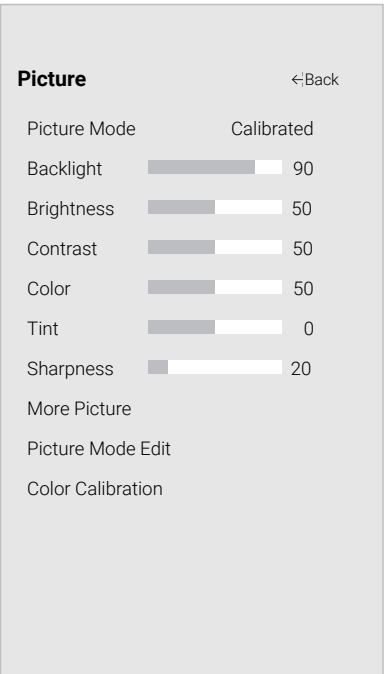 Picture ←Back
Picture Mode Calibrated
Backlight 90
Brightness 50
Contrast 50
Color 50
Tint 0
Sharpness 20
More Picture
Picture Mode Edit
Color Calibration